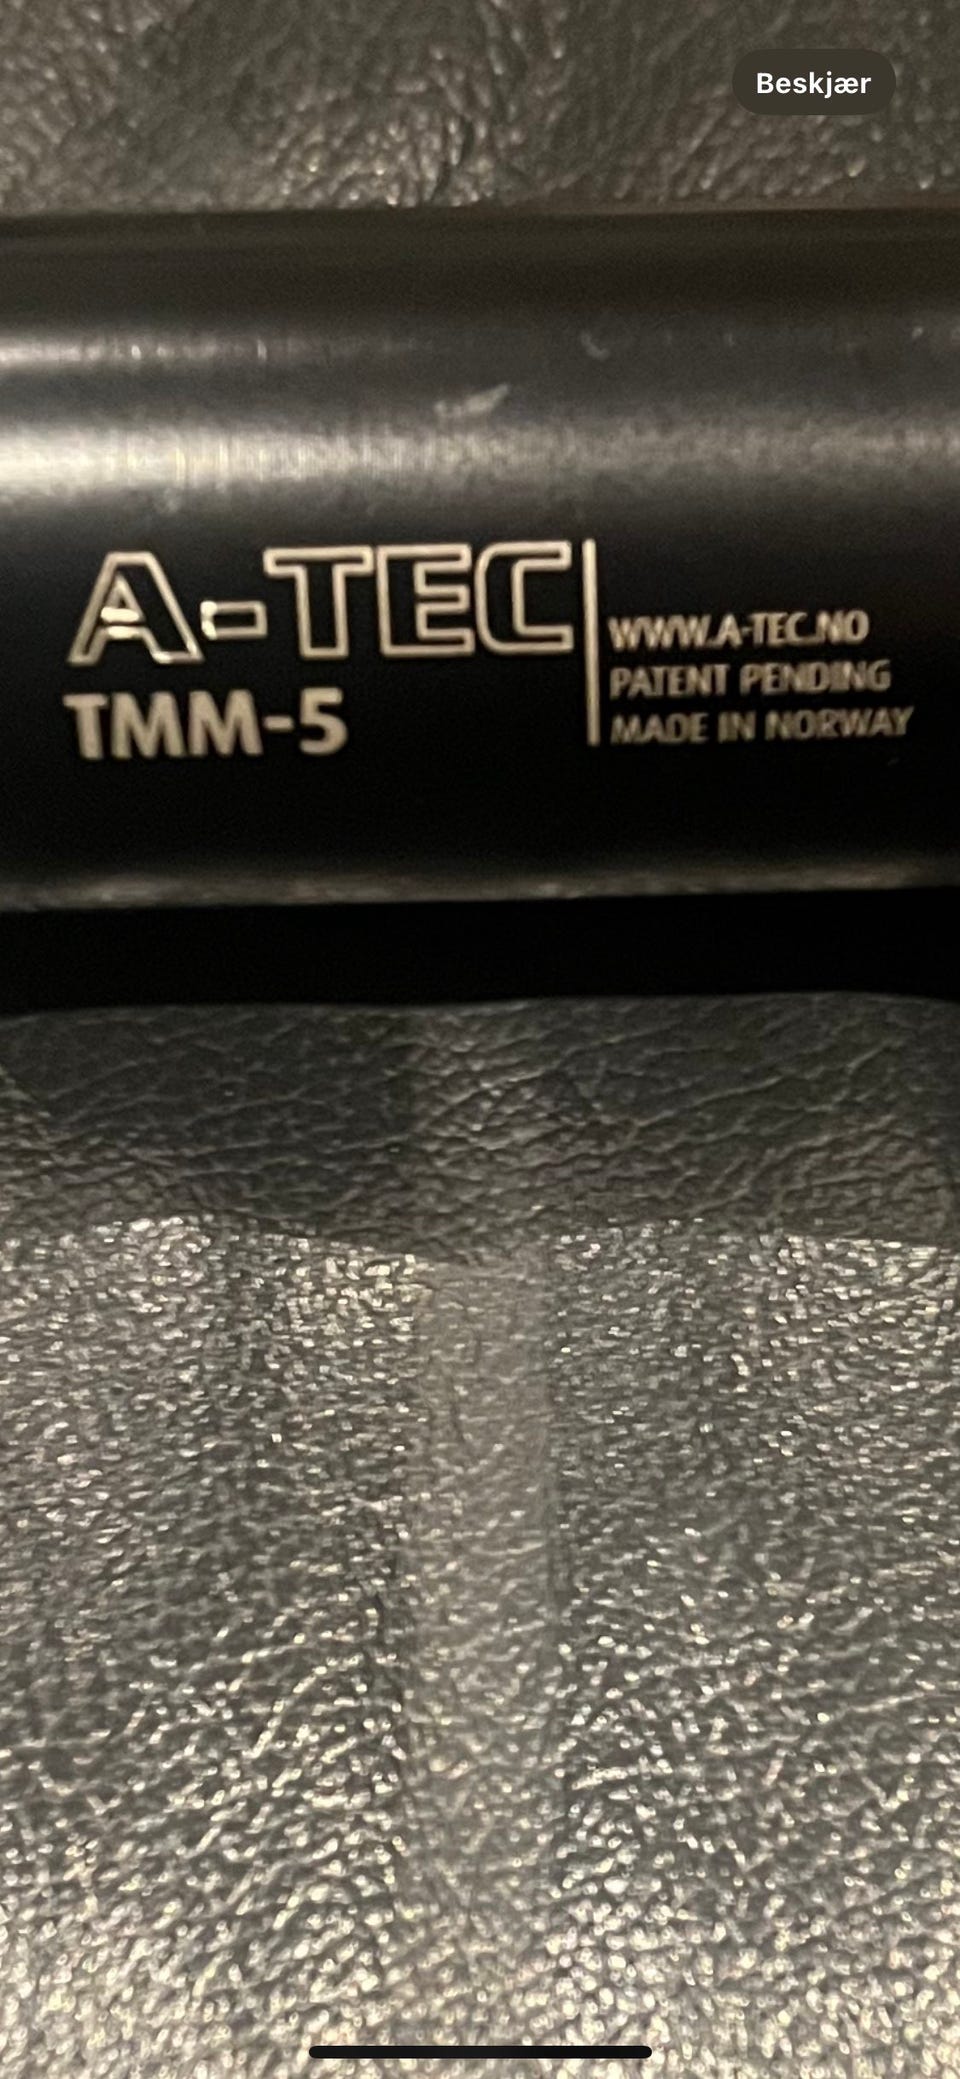 Beskjær
A-TEC
TMM-5
WWW.A-TEC.NO
PATENT PENDING
MADE IN NORWAY